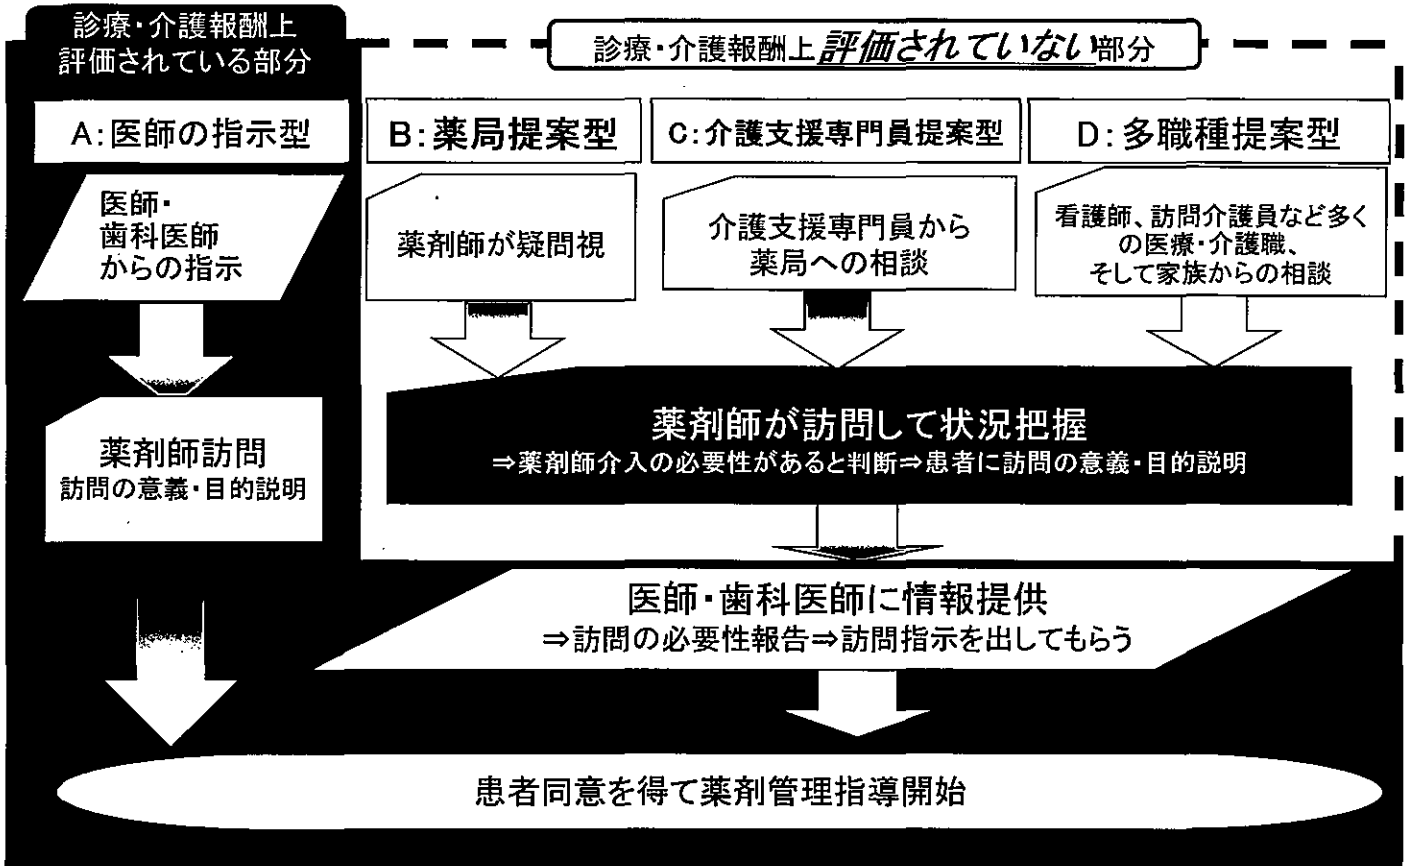 診療・介護報酬上
評価されている部分
診療・介護報酬上評価されていない部分
A:医師の指示型
B:薬局提案型
C:介護支援専門員提案型
D:多職種提案型
医師・
歯科医師
からの指示
薬剤師が疑問視
介護支援専門員から
薬局への相談
看護師、訪問介護員など多く
の医療・介護職、
そして家族からの相談
薬剤師訪問
訪問の意義・目的説明
薬剤師が訪問して状況把握
⇒薬剤師介入の必要性があると判断⇒患者に訪問の意義・目的説明
医師・歯科医師に情報提供
⇒訪問の必要性報告⇒訪問指示を出してもらう
患者同意を得て薬剤管理指導開始